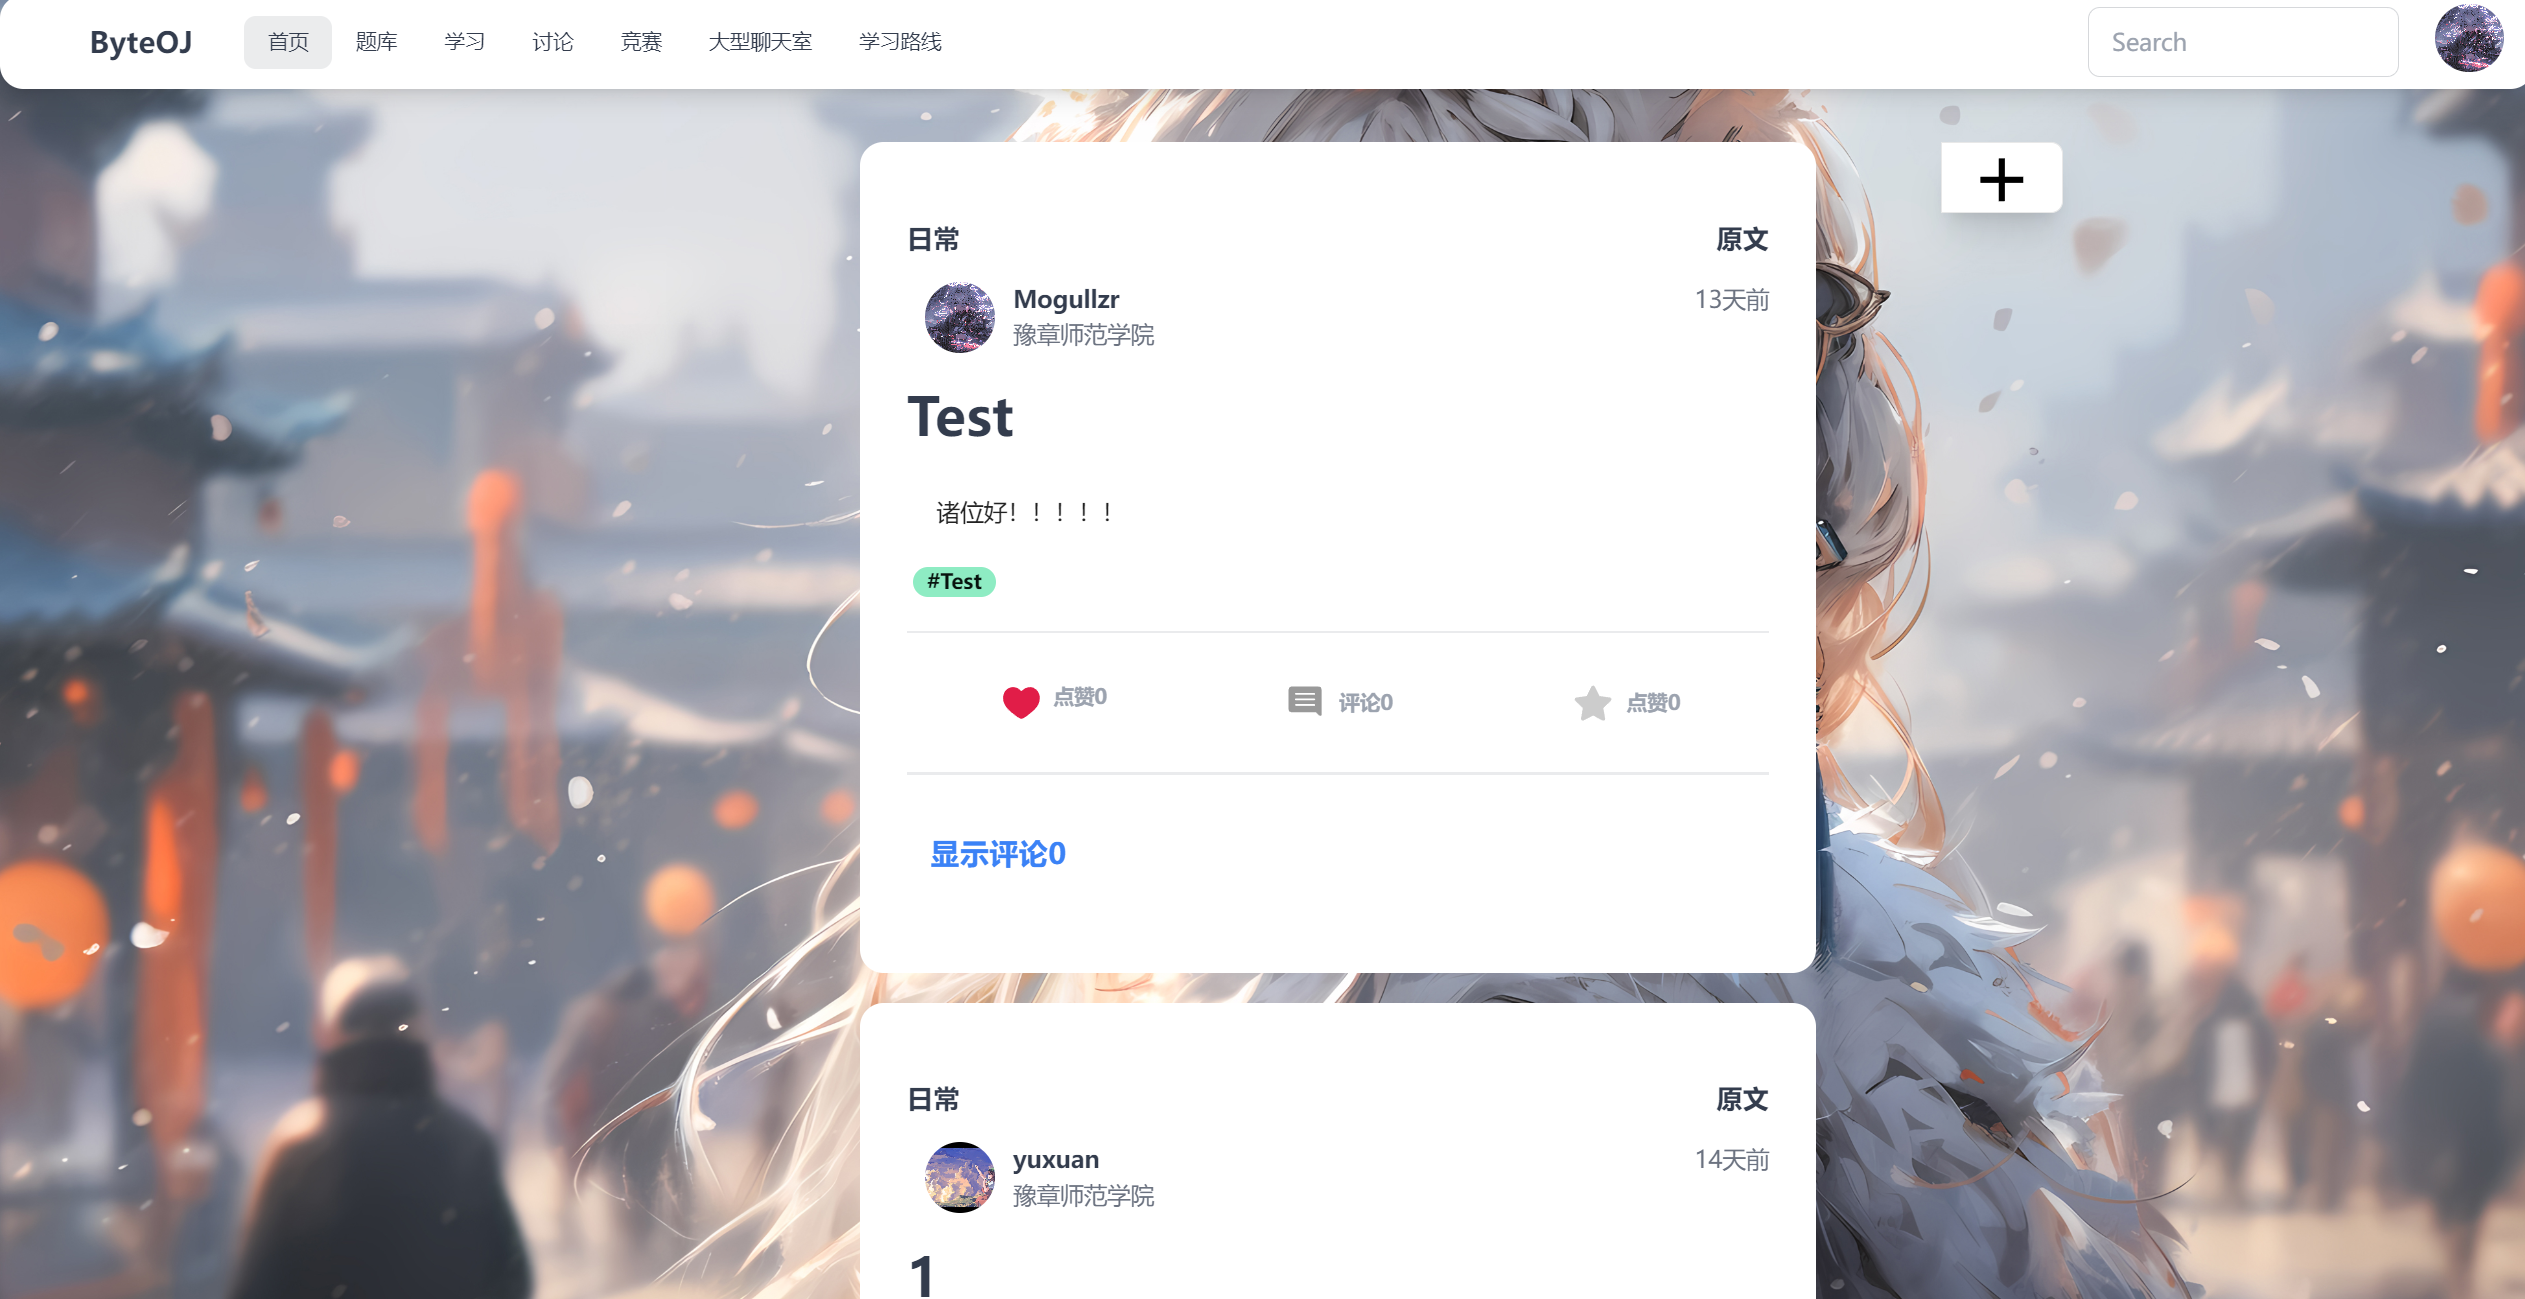 ByteOJ 首页 题库 学习 讨论 竞赛 大型聊天室 学习路线 Search
日常 原文
Mogullzr 13天前
豫章师范学院
Test
诸位好！！！！！
#Test
点赞0 评论0 点赞0
显示评论0
日常 原文
yuxuan 14天前
豫章师范学院
1